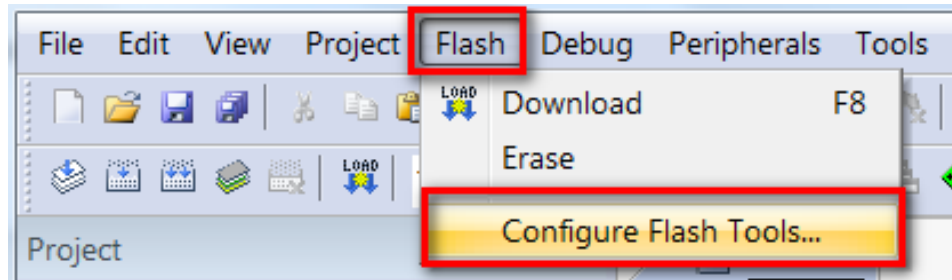 File Edit View Project Flash Debug Peripherals Tools
LOAD Download F8
Erase
LOAD
Configure Flash Tools...
Project